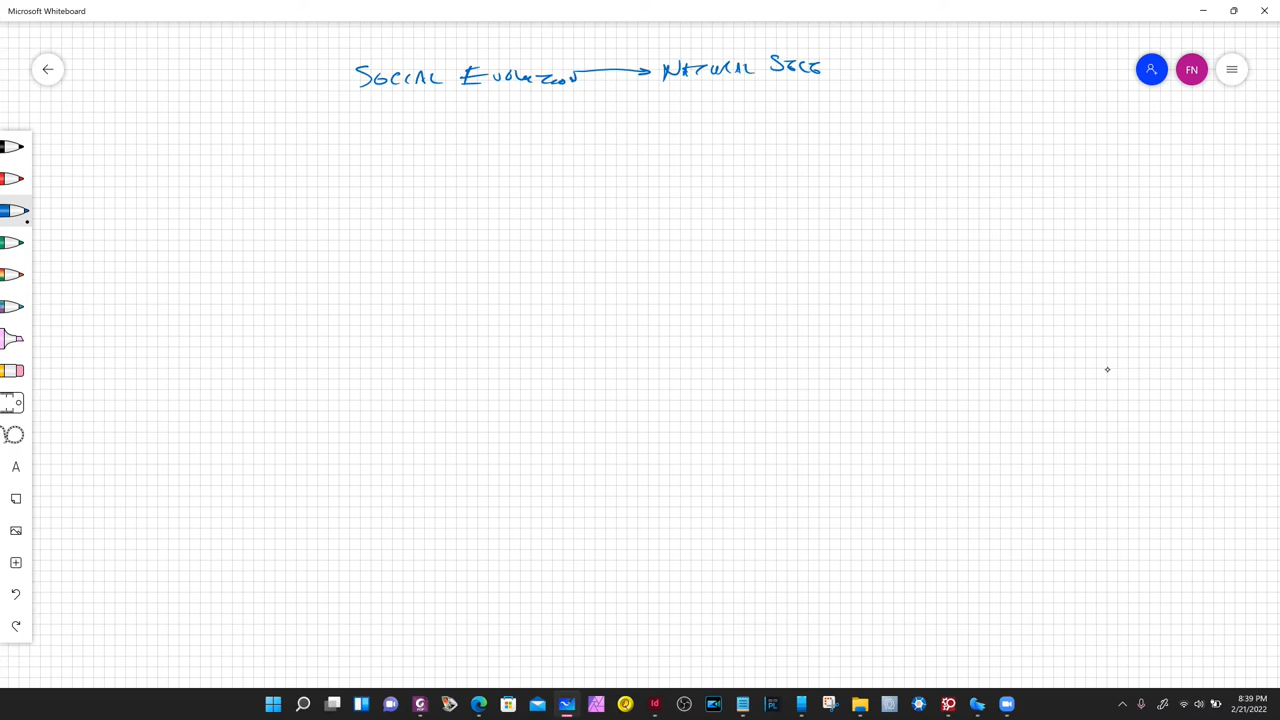 Microsoft Whiteboard
SOCIAL EVOLUTION → NATURAL SELE
FN
A
8:39 PM
2/21/2022